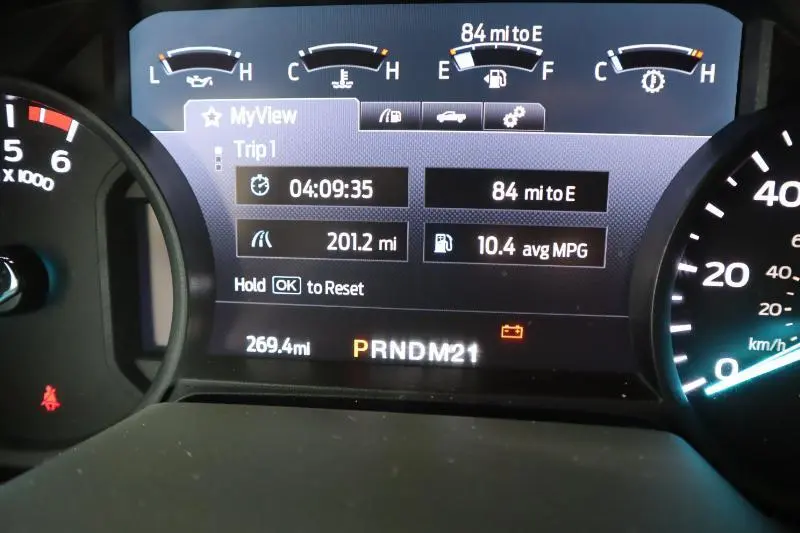 84 mi to E
L H C H E F C H
MyView
Trip 1
04:09:35 84 mi to E
201.2 mi 10.4 avg MPG
Hold OK to Reset
269.4mi PRNDM21
5 6
x 1000
40
20
0
40
20
km/h